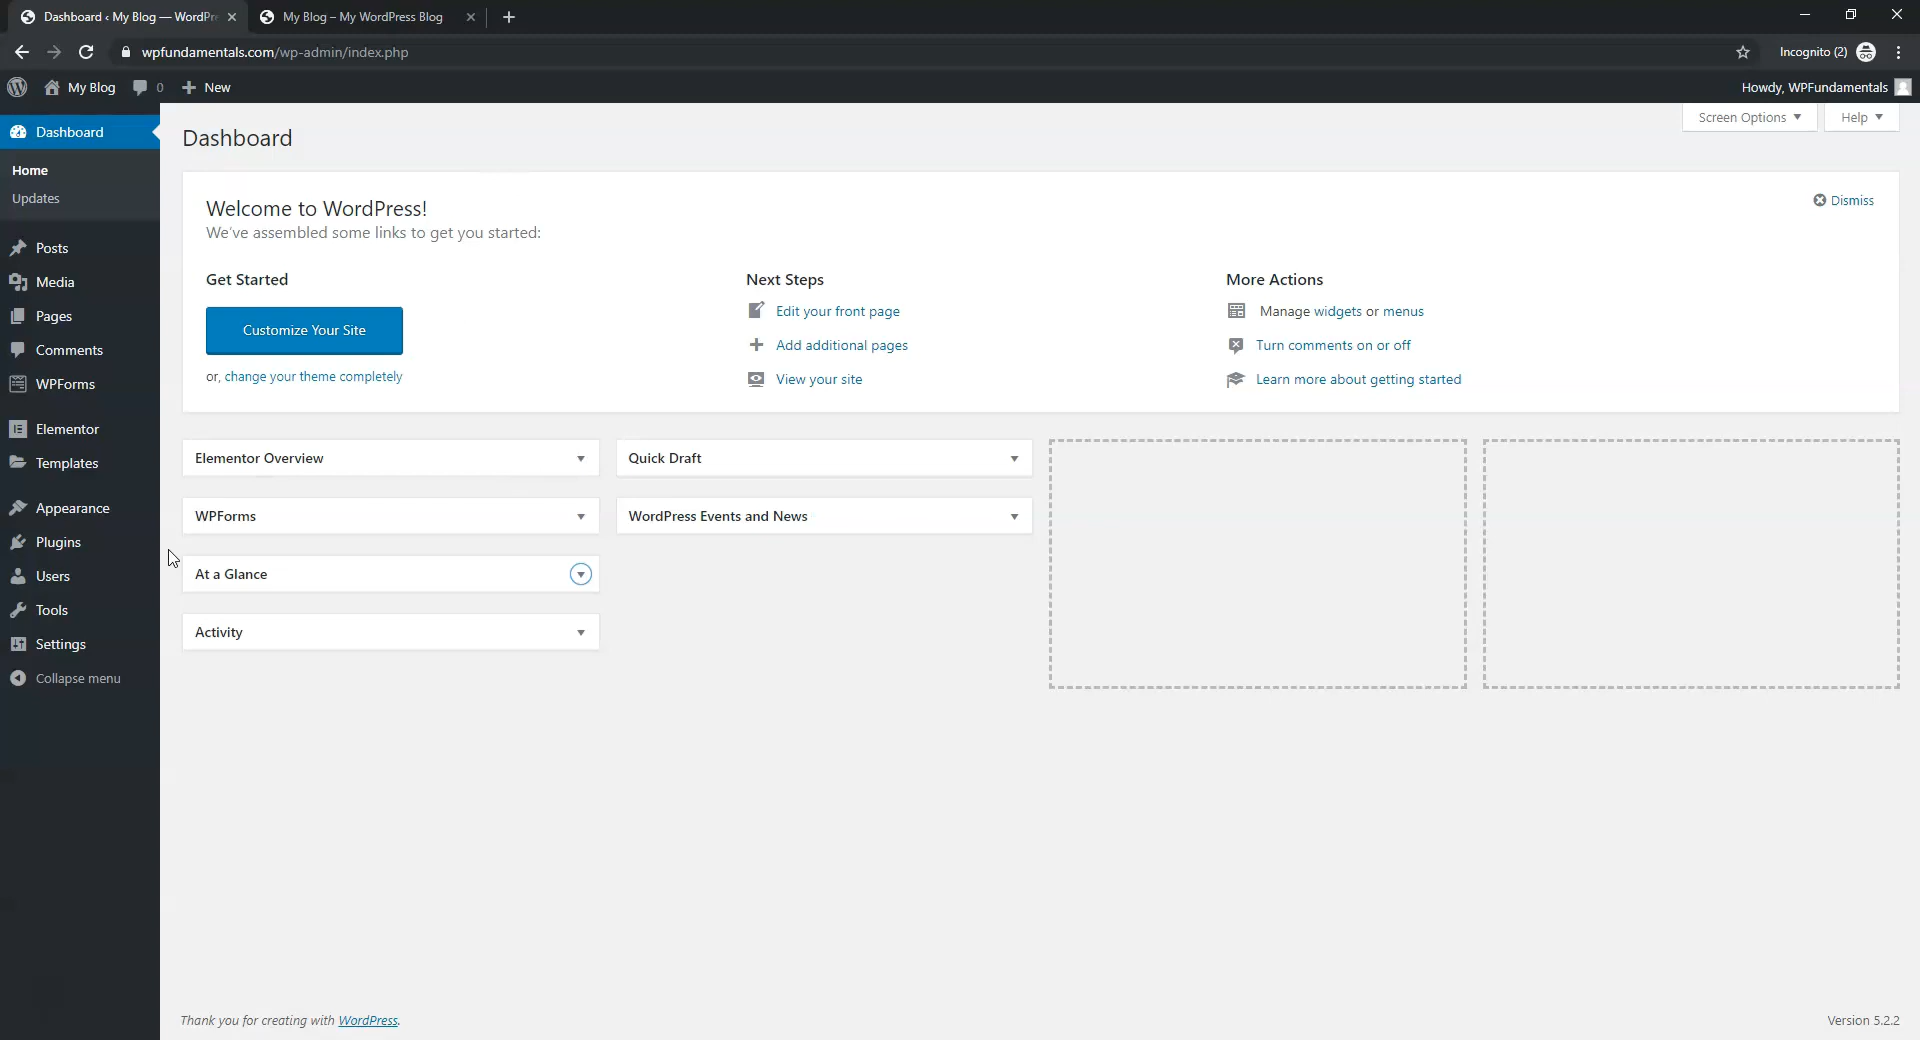 Dashboard ‹ My Blog — WordPr
My Blog – My WordPress Blog
wpfundamentals.com/wp-admin/index.php
Incognito (2)
My Blog
0
New
Howdy, WPFundamentals
Screen Options
Help
Dashboard
Home
Updates
Posts
Media
Pages
Comments
WPForms
Elementor
Templates
Appearance
Plugins
Users
Tools
Settings
Collapse menu
Dashboard
Welcome to WordPress!
We've assembled some links to get you started:
Dismiss
Get Started
Customize Your Site
or, change your theme completely
Next Steps
Edit your front page
Add additional pages
View your site
More Actions
Manage widgets or menus
Turn comments on or off
Learn more about getting started
Elementor Overview
WPForms
At a Glance
Activity
Quick Draft
WordPress Events and News
Thank you for creating with WordPress.
Version 5.2.2